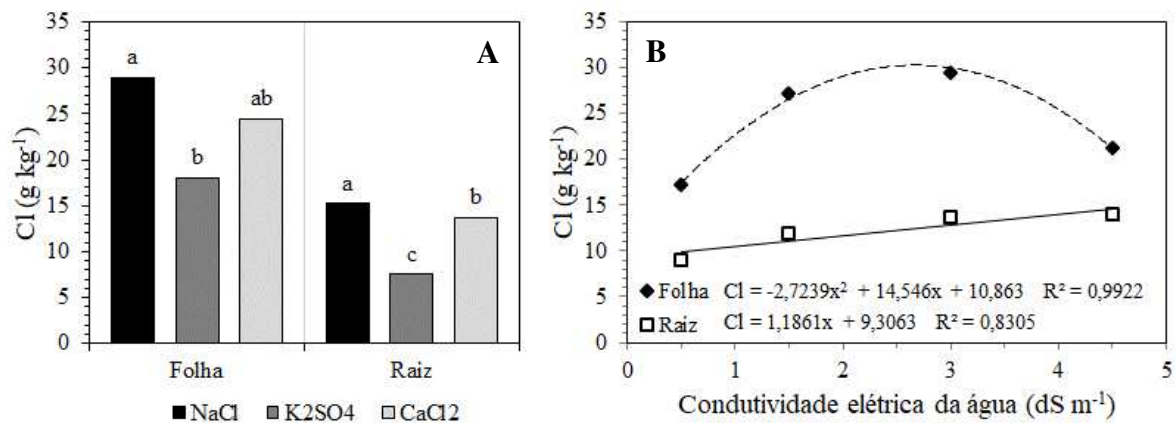 A
Cl (g kg⁻¹)
35
30
25
20
15
10
5
0
a
b
ab
a
c
b
Folha Raiz
NaCl K2SO4 CaCl2
B
Cl (g kg⁻¹)
35
30
25
20
15
10
5
0
Folha Cl = -2,7239x² + 14,546x + 10,863 R² = 0,9922
Raiz Cl = 1,1861x + 9,3063 R² = 0,8305
0 1 2 3 4 5
Condutividade elétrica da água (dS m⁻¹)